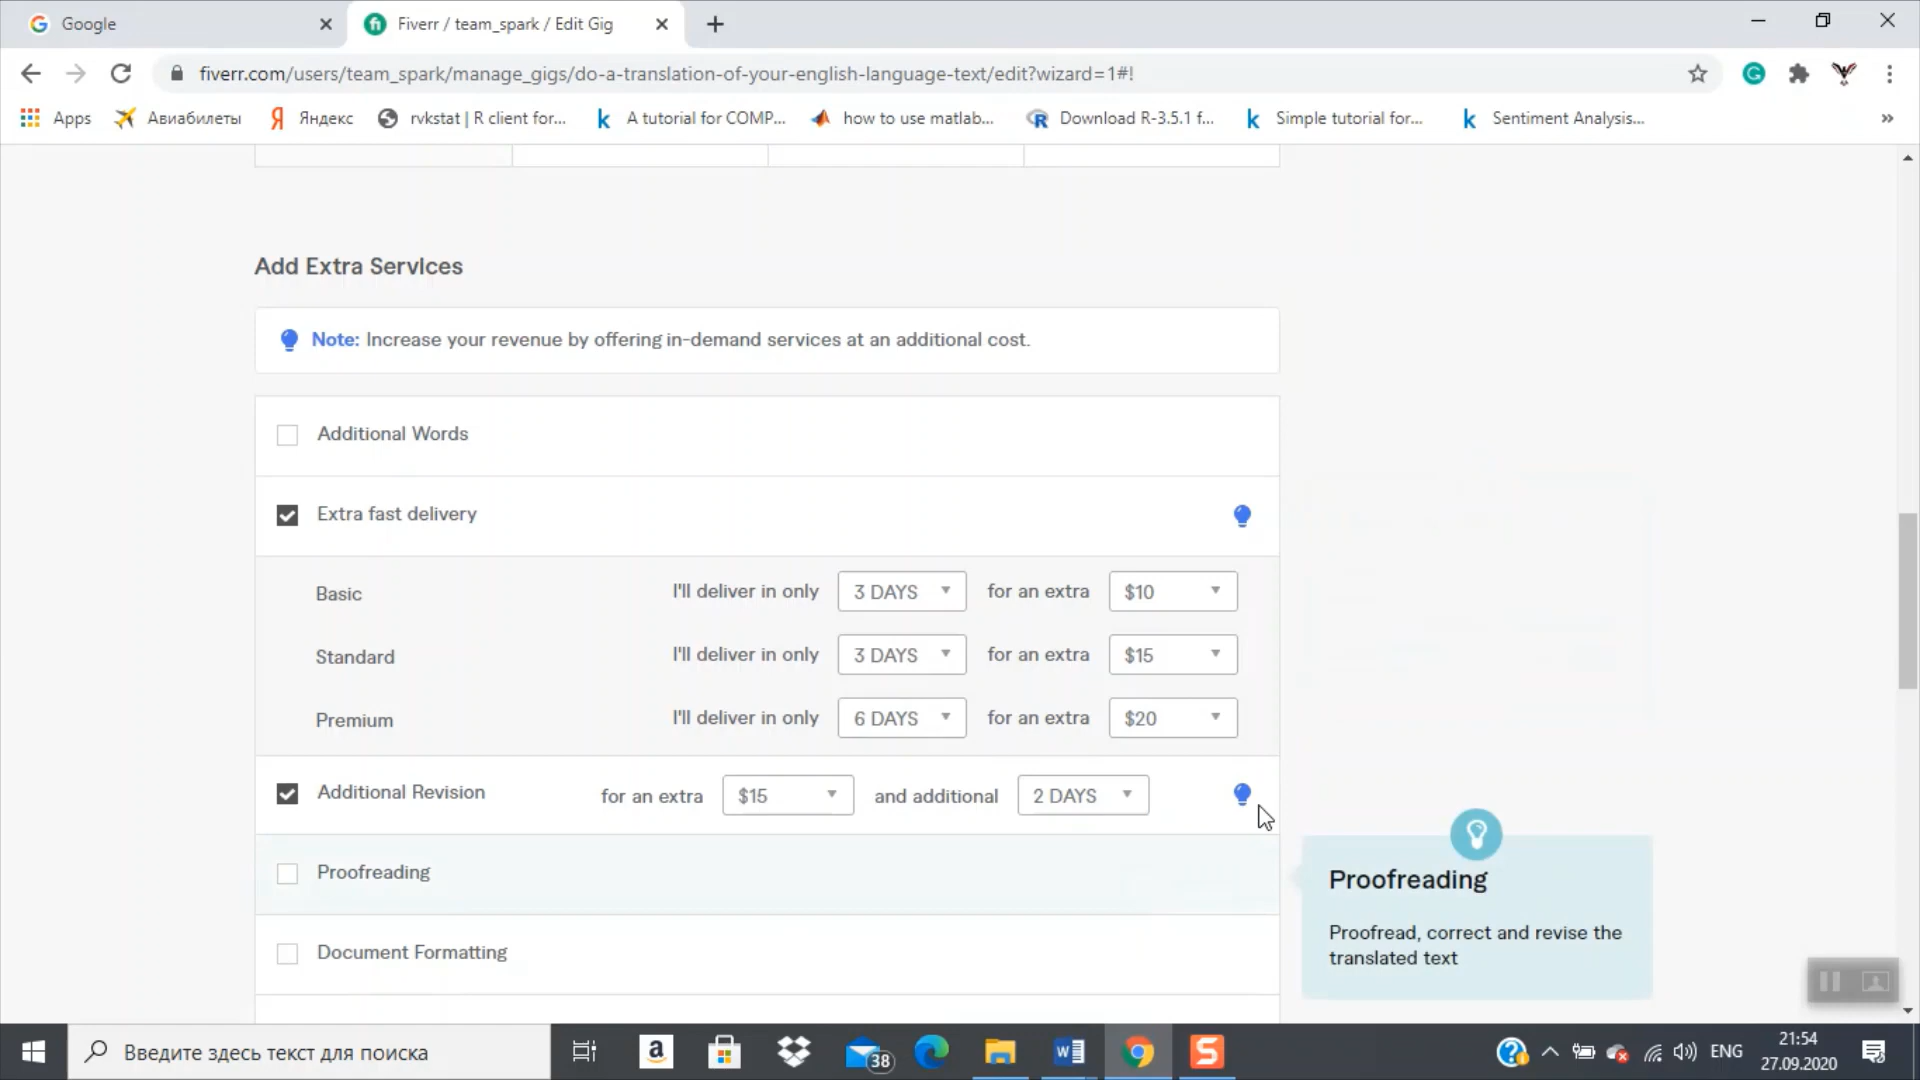 Google
Fiverr / team_spark / Edit Gig
fiverr.com/users/team_spark/manage_gigs/do-a-translation-of-your-english-language-text/edit?wizard=1#!
Apps Авиабилеты Яндекс rvkstat | R client for... A tutorial for COMP... how to use matlab... Download R-3.5.1 f... Simple tutorial for... Sentiment Analysis... »
Add Extra Services
Note: Increase your revenue by offering in-demand services at an additional cost.
Additional Words
Extra fast delivery
Basic I'll deliver in only 3 DAYS for an extra $10
Standard I'll deliver in only 3 DAYS for an extra $15
Premium I'll deliver in only 6 DAYS for an extra $20
Additional Revision for an extra $15 and additional 2 DAYS
Proofreading
Proofreading
Proofread, correct and revise the
translated text
Document Formatting
Введите здесь текст для поиска
38
ENG
21:54
27.09.2020